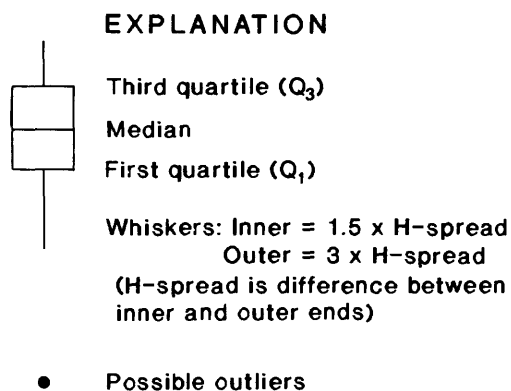 EXPLANATION
Third quartile (Q₃)
Median
First quartile (Q₁)
Whiskers: Inner = 1.5 x H-spread
Outer = 3 x H-spread
(H-spread is difference between
inner and outer ends)
Possible outliers